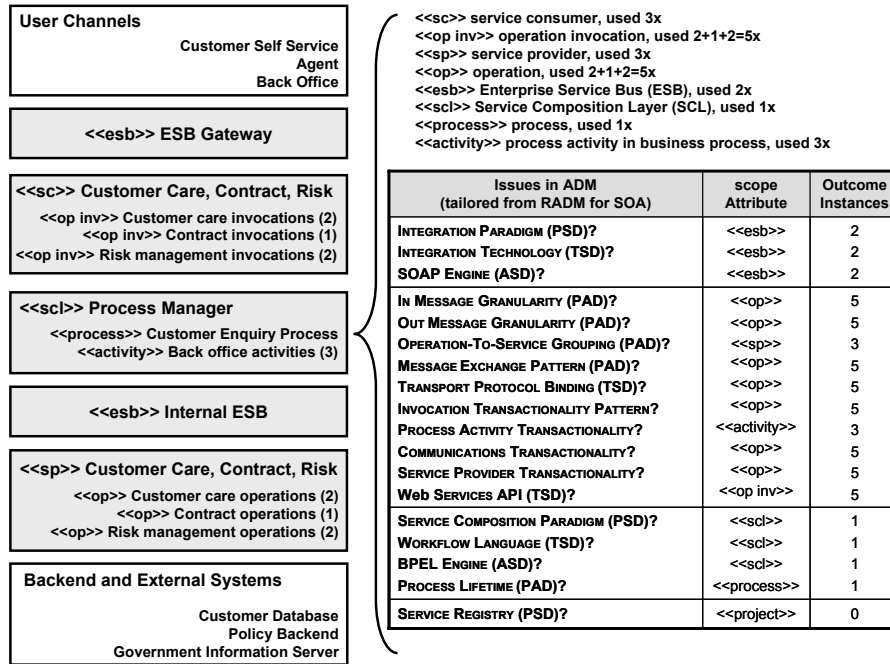 User Channels
Customer Self Service
Agent
Back Office
<<esb>> ESB Gateway
<<sc>> Customer Care, Contract, Risk
<<op inv>> Customer care invocations (2)
<<op inv>> Contract invocations (1)
<<op inv>> Risk management invocations (2)
<<scl>> Process Manager
<<process>> Customer Enquiry Process
<<activity>> Back office activities (3)
<<esb>> Internal ESB
<<sp>> Customer Care, Contract, Risk
<<op>> Customer care operations (2)
<<op>> Contract operations (1)
<<op>> Risk management operations (2)
Backend and External Systems
Customer Database
Policy Backend
Government Information Server
<<sc>> service consumer, used 3x
<<op inv>> operation invocation, used 2+1+2=5x
<<sp>> service provider, used 3x
<<op>> operation, used 2+1+2=5x
<<esb>> Enterprise Service Bus (ESB), used 2x
<<scl>> Service Composition Layer (SCL), used 1x
<<process>> process, used 1x
<<activity>> process activity in business process, used 3x
Issues in ADM (tailored from RADM for SOA) scope Attribute Outcome Instances
INTEGRATION PARADIGM (PSD)? <<esb>> 2
INTEGRATION TECHNOLOGY (TSD)? <<esb>> 2
SOAP ENGINE (ASD)? <<esb>> 2
IN MESSAGE GRANULARITY (PAD)? <<op>> 5
OUT MESSAGE GRANULARITY (PAD)? <<op>> 5
OPERATION-TO-SERVICE GROUPING (PAD)? <<sp>> 3
MESSAGE EXCHANGE PATTERN (PAD)? <<op>> 5
TRANSPORT PROTOCOL BINDING (TSD)? <<op>> 5
INVOCATION TRANSACTIONALITY PATTERN? <<op>> 5
PROCESS ACTIVITY TRANSACTIONALITY? <<activity>> 3
COMMUNICATIONS TRANSACTIONALITY? <<op>> 5
SERVICE PROVIDER TRANSACTIONALITY? <<op>> 5
Web Services API (TSD)? <<op inv>> 5
SERVICE COMPOSITION PARADIGM (PSD)? <<scl>> 1
WORKFLOW LANGUAGE (TSD)? <<scl>> 1
BPEL ENGINE (ASD)? <<scl>> 1
PROCESS LIFETIME (PAD)? <<process>> 1
SERVICE REGISTRY (PSD)? <<project>> 0